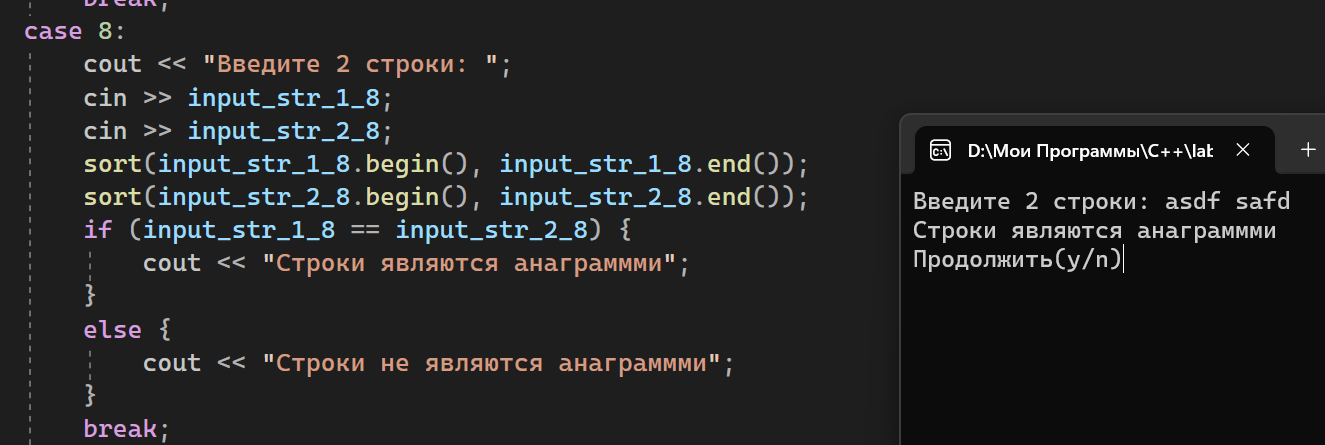 break;
case 8:
cout << "Введите 2 строки: ";
cin >> input_str_1_8;
cin >> input_str_2_8;
sort(input_str_1_8.begin(), input_str_1_8.end());
sort(input_str_2_8.begin(), input_str_2_8.end());
if (input_str_1_8 == input_str_2_8) {
cout << "Строки являются анаграммми";
}
else {
cout << "Строки не являются анаграммми";
}
break;
D:\Мои Программы\C++\lab
Введите 2 строки: asdf safd
Строки являются анаграммми
Продолжить(y/n)